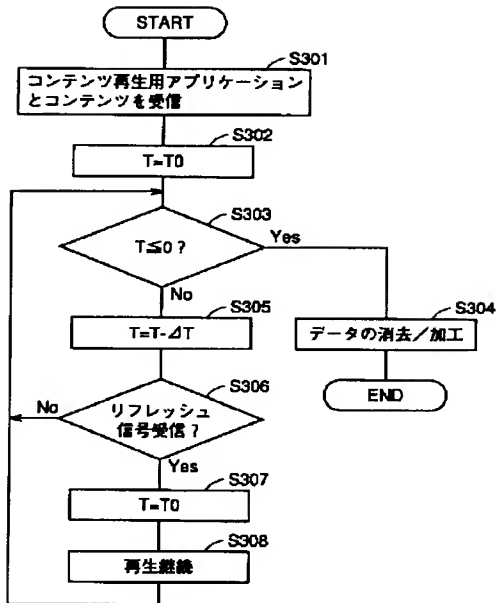 START
S301
コンテンツ再生用アプリケーション
とコンテンツを受信
S302
T=T0
S303
T≦0？
Yes
No
S304
データの消去／加工
END
S305
T=T-ΔT
S306
リフレッシュ
信号受信？
No
Yes
S307
T=T0
S308
再生継続